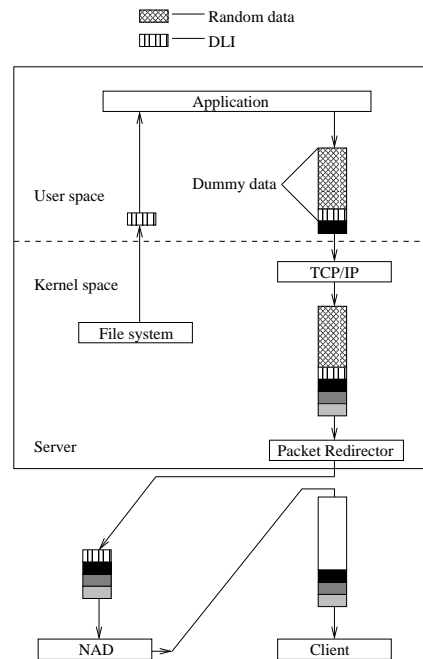 Random data
DLI
Application
Dummy data
User space
TCP/IP
Kernel space
File system
Server
Packet Redirector
NAD
Client